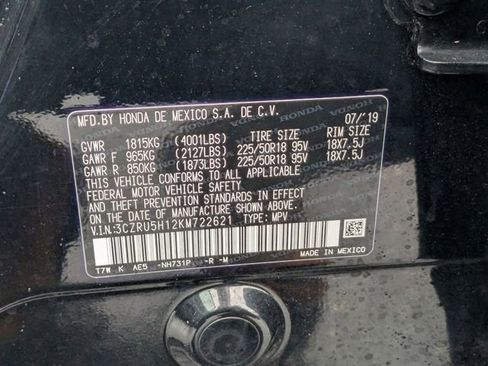 MFD.BY HONDA DE MEXICO S.A. DE C.V. 07/'19
GVWR 1815KG (4001LBS) TIRE SIZE RIM SIZE
GAWR F 965KG (2127LBS) 225/50R18 95V 18X7.5J
GAWR R 850KG (1873LBS) 225/50R18 95V 18X7.5J
THIS VEHICLE CONFORMS TO ALL APPLICABLE
FEDERAL MOTOR VEHICLE SAFETY, BUMPER,
AND THEFT PREVENTION STANDARDS IN EFFECT
ON THE DATE OF MANUFACTURE SHOWN ABOVE.
V.I.N:3CZRU5H12KM722621 TYPE: MPV
T7W K AE5 -NH731P -R -M MADE IN MEXICO